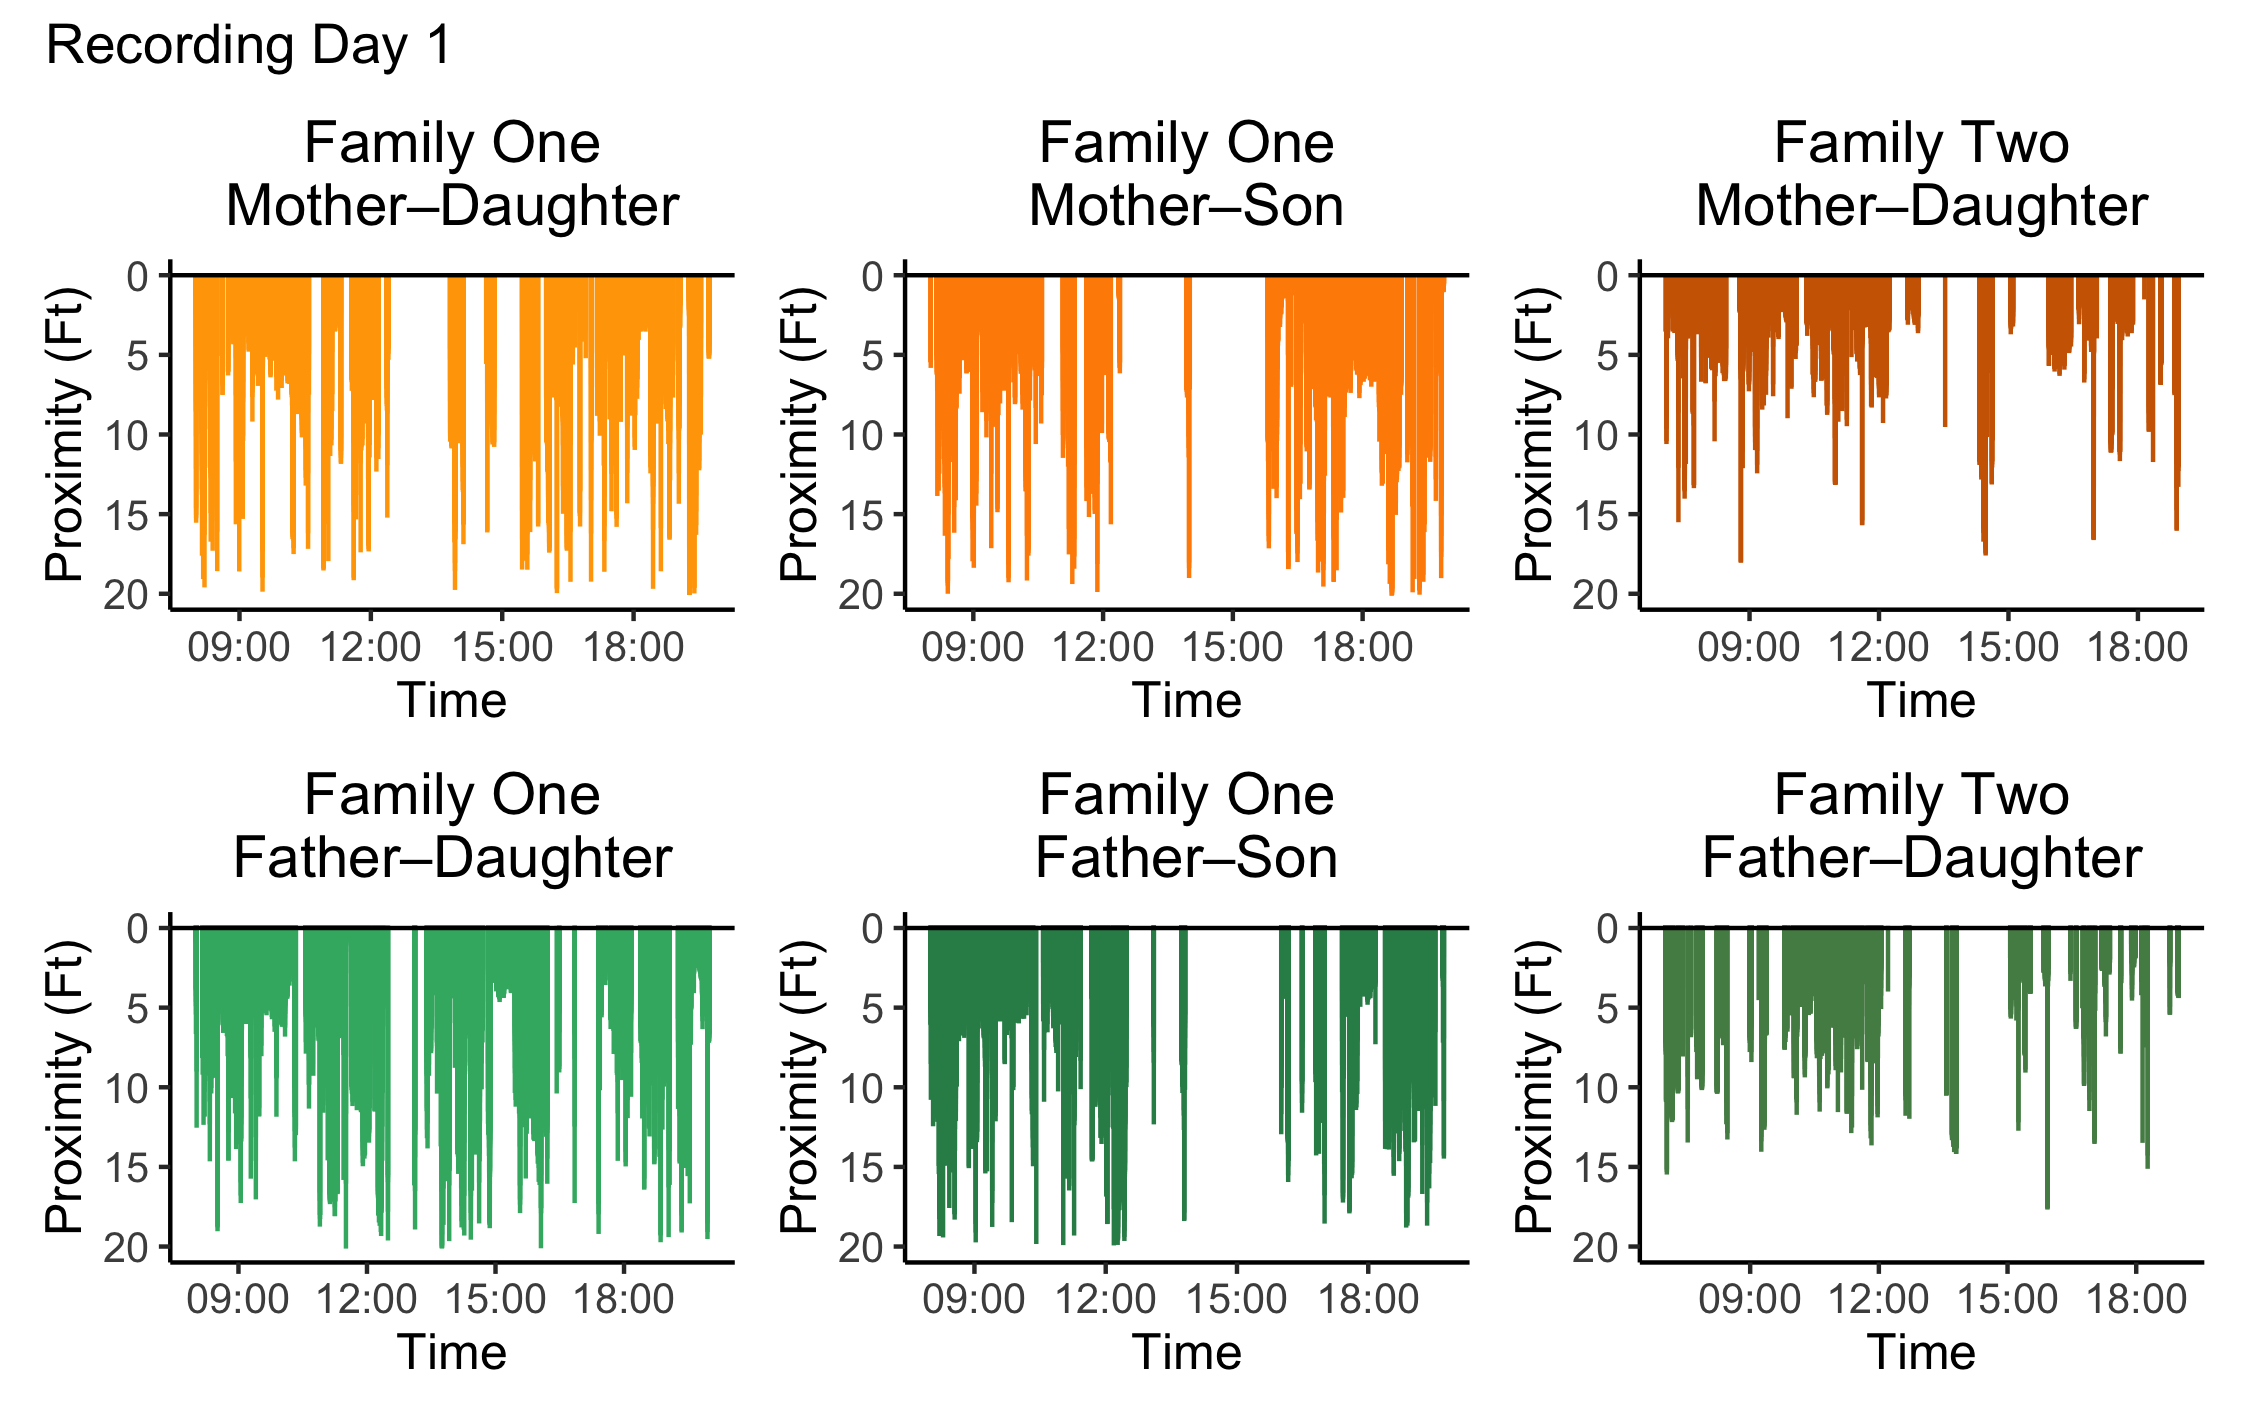 Recording Day 1
Family One
Mother–Daughter
Proximity (Ft)
0
5
10
15
20
09:00 12:00 15:00 18:00
Time
Family One
Mother–Son
Proximity (Ft)
0
5
10
15
20
09:00 12:00 15:00 18:00
Time
Family Two
Mother–Daughter
Proximity (Ft)
0
5
10
15
20
09:00 12:00 15:00 18:00
Time
Family One
Father–Daughter
Proximity (Ft)
0
5
10
15
20
09:00 12:00 15:00 18:00
Time
Family One
Father–Son
Proximity (Ft)
0
5
10
15
20
09:00 12:00 15:00 18:00
Time
Family Two
Father–Daughter
Proximity (Ft)
0
5
10
15
20
09:00 12:00 15:00 18:00
Time